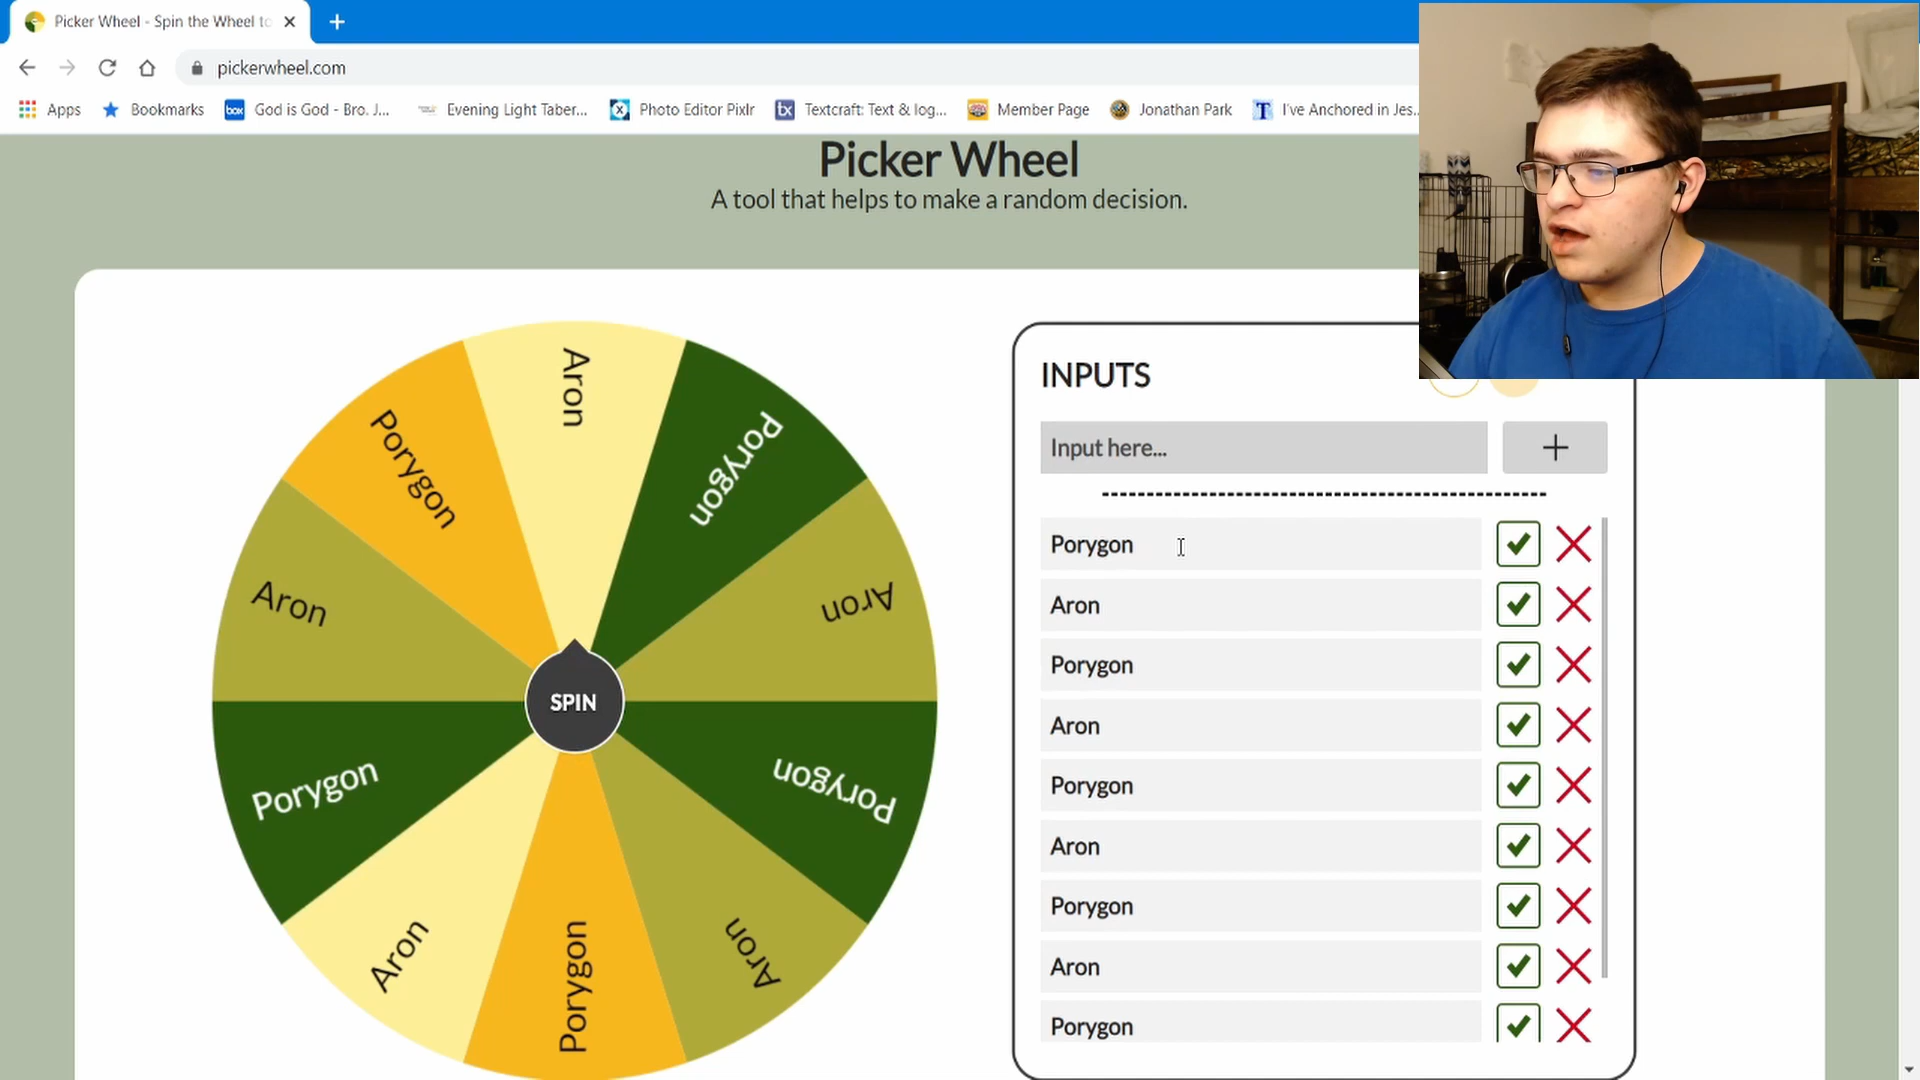 Picker Wheel - Spin the Wheel to
pickerwheel.com
Apps Bookmarks box God is God - Bro. J... Evening Light Taber... Photo Editor Pixlr bx Textcraft: Text & log... Member Page Jonathan Park T I've Anchored in Jes...
Picker Wheel
A tool that helps to make a random decision.
Aron
Porygon
Aron
Porygon
Aron
Porygon
Aron
Porygon
Aron
Porygon
SPIN
INPUTS
Input here...
Porygon
Aron
Porygon
Aron
Porygon
Aron
Porygon
Aron
Porygon